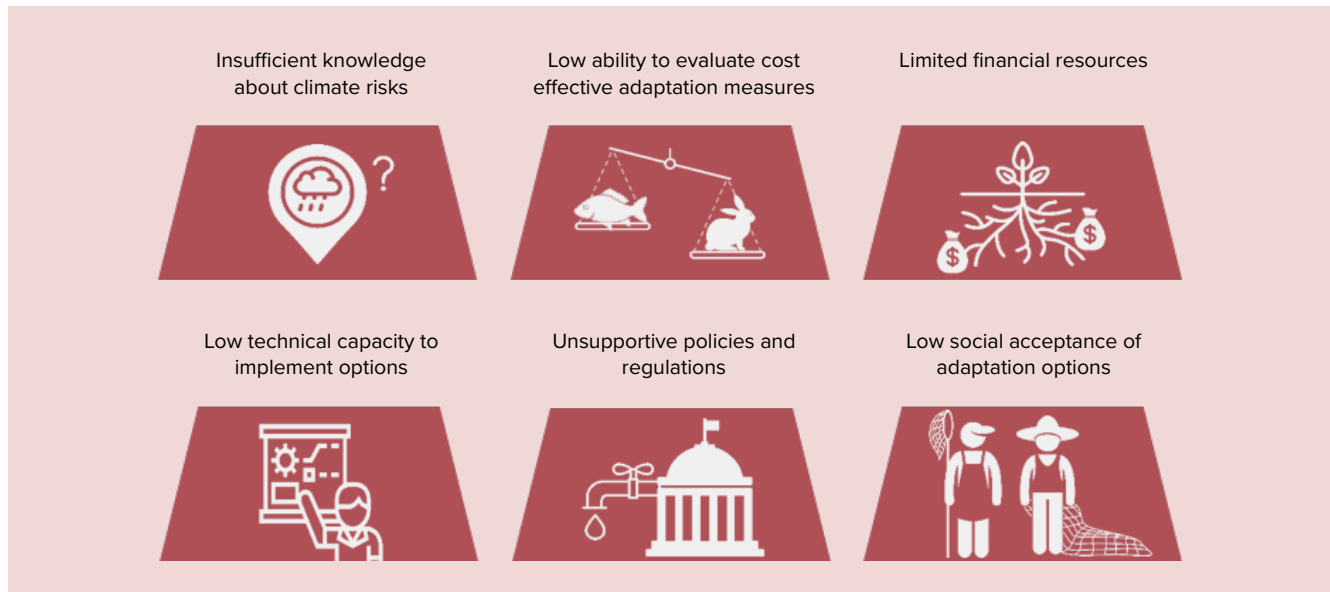 Insufficient knowledge
about climate risks
Low ability to evaluate cost
effective adaptation measures
Limited financial resources
?
$
$
Low technical capacity to
implement options
Unsupportive policies and
regulations
Low social acceptance of
adaptation options